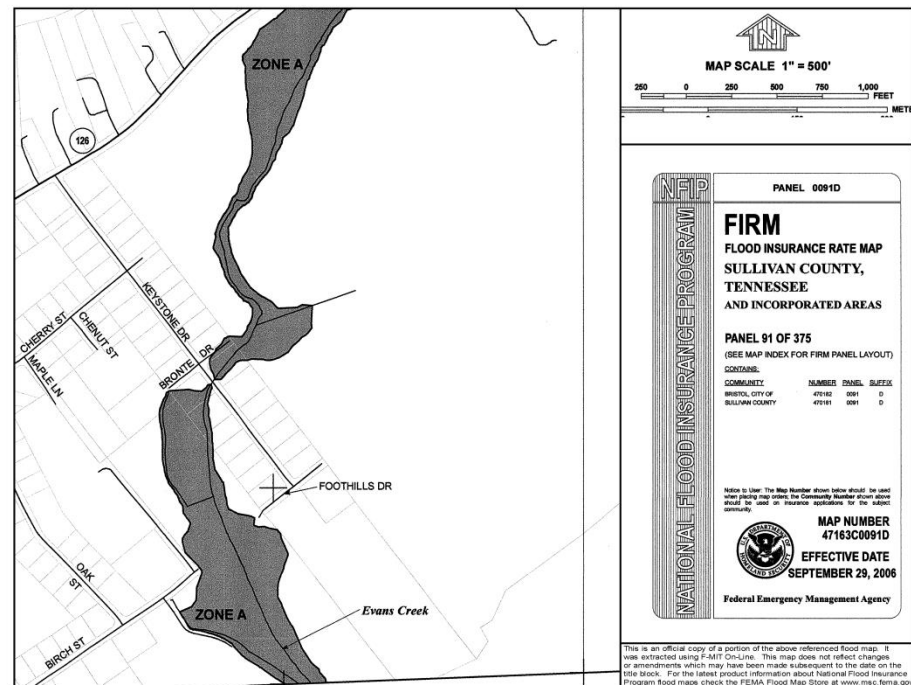 ZONE A
126
KEYSTONE DR
CHERRY ST
CHENUT ST
MAPLE LN
BRONTE DR
FOOTHILLS DR
OAK ST
ZONE A
Evans Creek
BIRCH ST
N
MAP SCALE 1" = 500'
250 0 250 500 750 1,000
FEET
METE
NFIP
NATIONAL FLOOD INSURANCE PROGRAM
PANEL 0091D
FIRM
FLOOD INSURANCE RATE MAP
SULLIVAN COUNTY,
TENNESSEE
AND INCORPORATED AREAS
PANEL 91 OF 375
(SEE MAP INDEX FOR FIRM PANEL LAYOUT)
CONTAINS:
COMMUNITY NUMBER PANEL SUFFIX
BRISTOL, CITY OF 470182 0091 D
SULLIVAN COUNTY 470181 0091 D
Notice to User: The Map Number shown below should be used
when placing map orders; the Community Number shown above
should be used on insurance applications for the subject
community.
MAP NUMBER
47163C0091D
EFFECTIVE DATE
SEPTEMBER 29, 2006
U.S. DEPARTMENT OF
HOMELAND SECURITY
Federal Emergency Management Agency
This is an official copy of a portion of the above referenced flood map. It
was extracted using F-MIT On-Line. This map does not reflect changes
or amendments which may have been made subsequent to the date on the
title block. For the latest product information about National Flood Insurance
Program flood maps check the FEMA Flood Map Store at www.msc.fema.gov